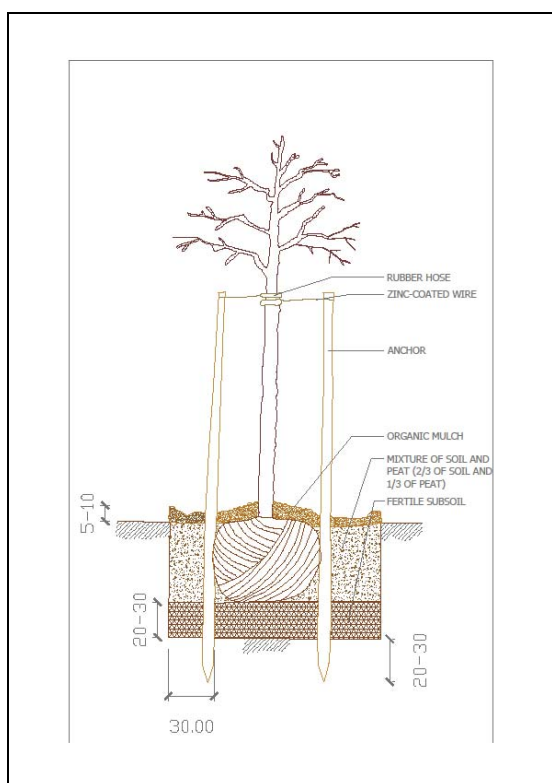 RUBBER HOSE
ZINC-COATED WIRE
ANCHOR
ORGANIC MULCH
MIXTURE OF SOIL AND
PEAT (2/3 OF SOIL AND
1/3 OF PEAT)
FERTILE SUBSOIL
5-10
20-30
20-30
30.00